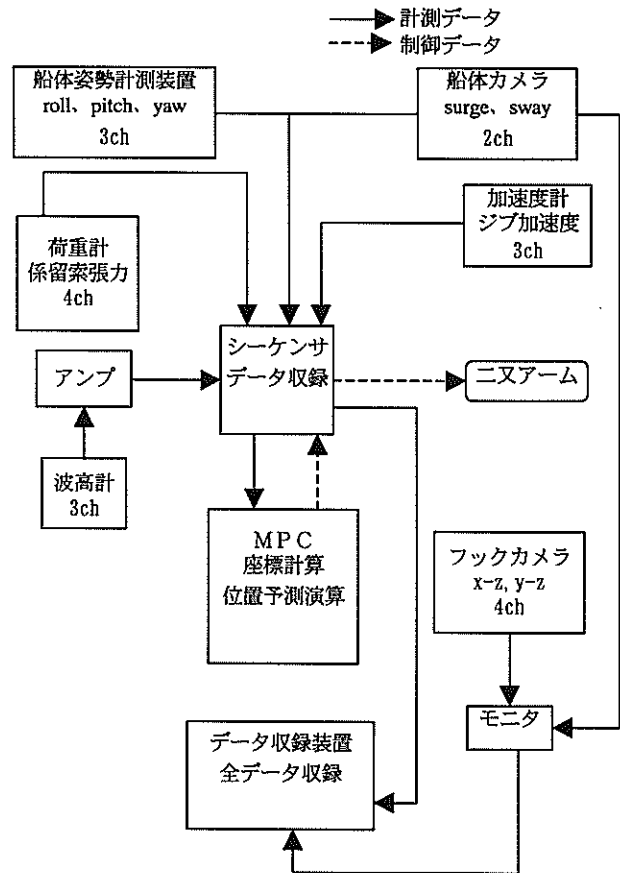 計測データ
制御データ
船体姿勢計測装置
roll、pitch、yaw
3ch
船体カメラ
surge、sway
2ch
荷重計
係留索張力
4ch
加速度計
ジブ加速度
3ch
シーケンサ
データ収録
アンプ
二又アーム
波高計
3ch
ＭＰＣ
座標計算
位置予測演算
フックカメラ
x-z, y-z
4ch
モニタ
データ収録装置
全データ収録